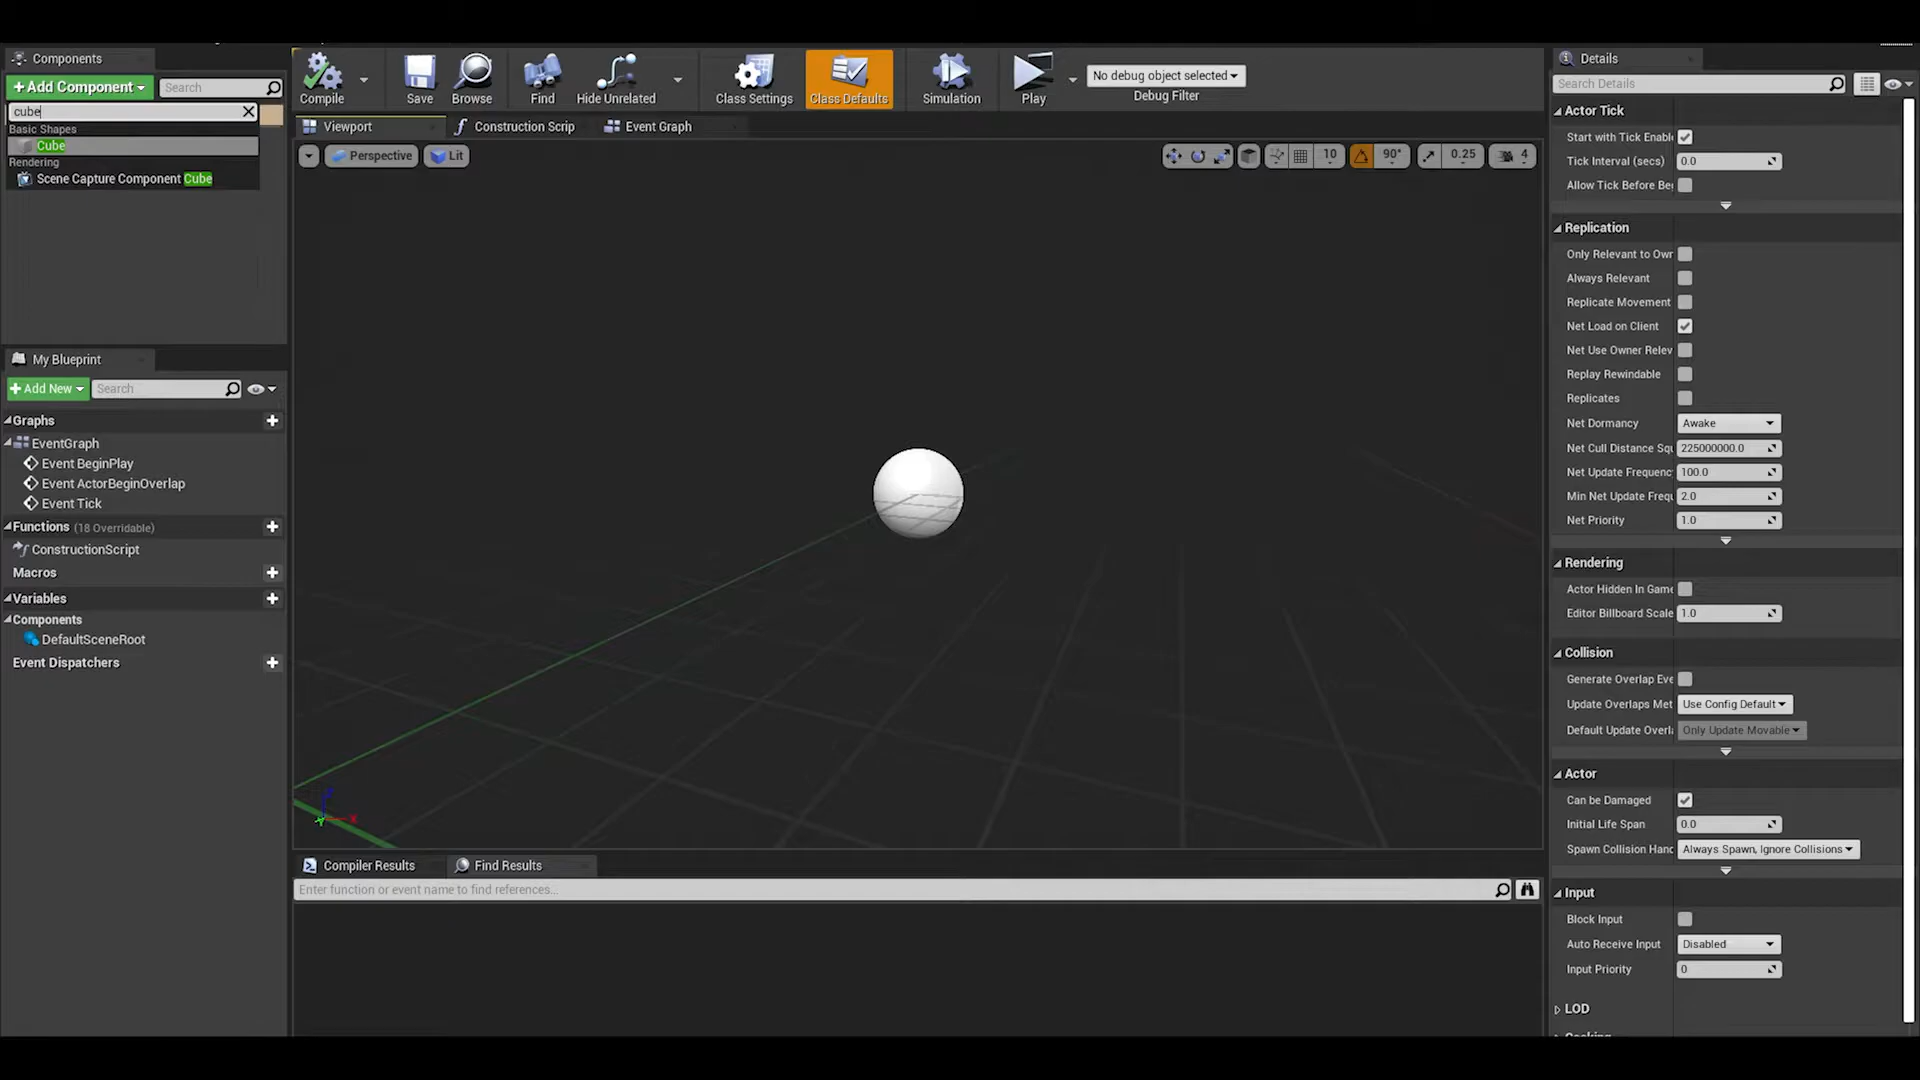 Components
+Add Component
Search
cube
Basic Shapes
Cube
Rendering
Scene Capture Component Cube
My Blueprint
+Add New
Search
Graphs
EventGraph
Event BeginPlay
Event ActorBeginOverlap
Event Tick
Functions (18 Overridable)
ConstructionScript
Macros
Variables
Components
DefaultSceneRoot
Event Dispatchers
Compile
Save
Browse
Find
Hide Unrelated
Class Settings
Class Defaults
Simulation
Play
No debug object selected
Debug Filter
Viewport
Construction Scrip
Event Graph
Perspective
Lit
10
90°
0.25
4
Z
X
Y
Compiler Results
Find Results
Enter function or event name to find references...
Details
Search Details
Actor Tick
Start with Tick Enable
Tick Interval (secs) 0.0
Allow Tick Before Be
Replication
Only Relevant to Owr
Always Relevant
Replicate Movement
Net Load on Client
Net Use Owner Relev
Replay Rewindable
Replicates
Net Dormancy Awake
Net Cull Distance Squ 225000000.0
Net Update Frequenc 100.0
Min Net Update Frequ 2.0
Net Priority 1.0
Rendering
Actor Hidden In Game
Editor Billboard Scale 1.0
Collision
Generate Overlap Eve
Update Overlaps Met Use Config Default
Default Update Overla Only Update Movable
Actor
Can be Damaged
Initial Life Span 0.0
Spawn Collision Hand Always Spawn, Ignore Collisions
Input
Block Input
Auto Receive Input Disabled
Input Priority 0
LOD